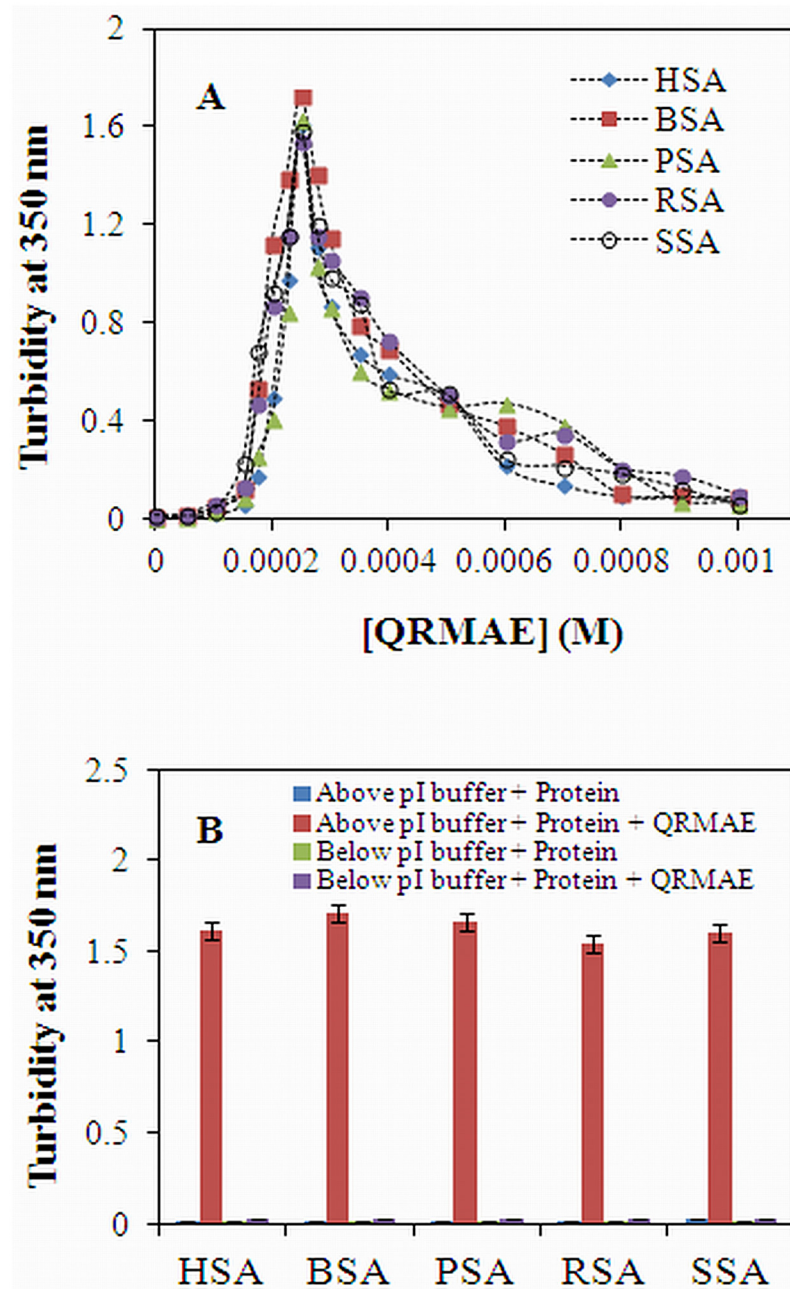 2
1.6
1.2
0.8
0.4
0
Turbidity at 350 nm
A
HSA
BSA
PSA
RSA
SSA
0 0.0002 0.0004 0.0006 0.0008 0.001
[QRMAE] (M)
2.5
2
1.5
1
0.5
0
Turbidity at 350 nm
B
Above pI buffer + Protein
Above pI buffer + Protein + QRMAE
Below pI buffer + Protein
Below pI buffer + Protein + QRMAE
HSA BSA PSA RSA SSA